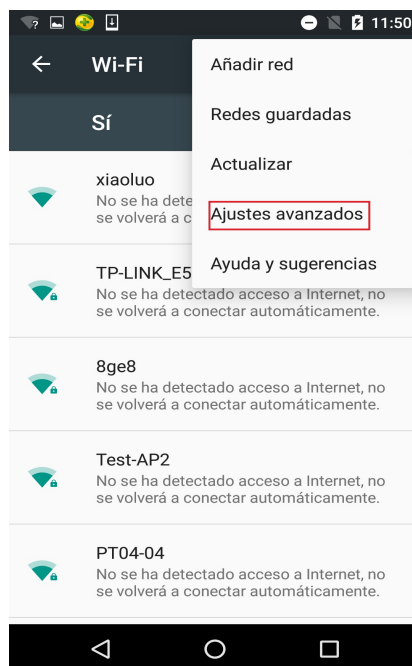 11:50
Wi-Fi
Añadir red
Sí
Redes guardadas
Actualizar
Ajustes avanzados
Ayuda y sugerencias
xiaoluo
No se ha dete
se volverá a c
TP-LINK_E5
No se ha detectado acceso a Internet, no
se volverá a conectar automáticamente.
8ge8
No se ha detectado acceso a Internet, no
se volverá a conectar automáticamente.
Test-AP2
No se ha detectado acceso a Internet, no
se volverá a conectar automáticamente.
PT04-04
No se ha detectado acceso a Internet, no
se volverá a conectar automáticamente.